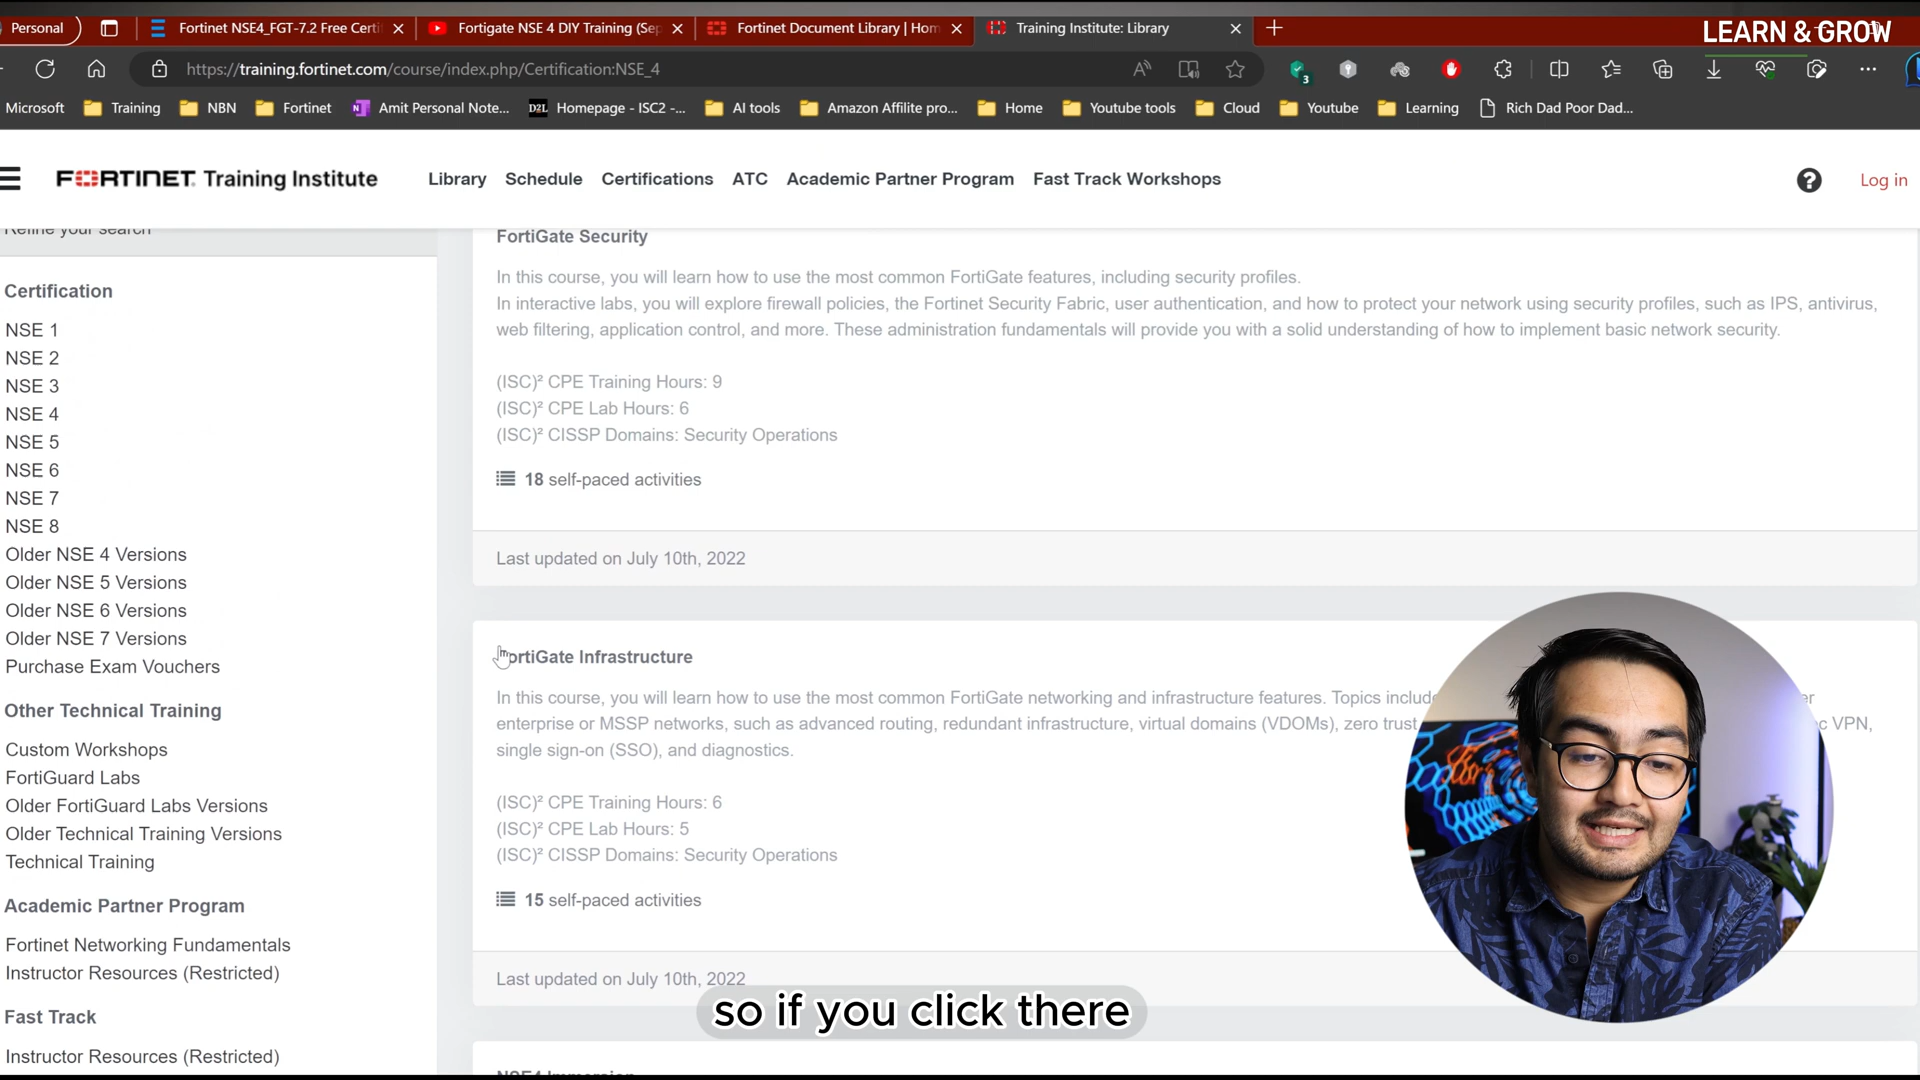 LEARN & GROW
Personal
Fortinet NSE4_FGT-7.2 Free Certi
Fortigate NSE 4 DIY Training (Sep
Fortinet Document Library | Hom
Training Institute: Library
https://training.fortinet.com/course/index.php/Certification:NSE_4
3
Microsoft
Training
NBN
Fortinet
Amit Personal Note...
D2L Homepage - ISC2 -...
AI tools
Amazon Affilite pro...
Home
Youtube tools
Cloud
Youtube
Learning
Rich Dad Poor Dad...
FORTINET Training Institute
Library
Schedule
Certifications
ATC
Academic Partner Program
Fast Track Workshops
?
Log in
Refine your search
Certification
NSE 1
NSE 2
NSE 3
NSE 4
NSE 5
NSE 6
NSE 7
NSE 8
Older NSE 4 Versions
Older NSE 5 Versions
Older NSE 6 Versions
Older NSE 7 Versions
Purchase Exam Vouchers
Other Technical Training
Custom Workshops
FortiGuard Labs
Older FortiGuard Labs Versions
Older Technical Training Versions
Technical Training
Academic Partner Program
Fortinet Networking Fundamentals
Instructor Resources (Restricted)
Fast Track
Instructor Resources (Restricted)
FortiGate Security
In this course, you will learn how to use the most common FortiGate features, including security profiles.
In interactive labs, you will explore firewall policies, the Fortinet Security Fabric, user authentication, and how to protect your network using security profiles, such as IPS, antivirus,
web filtering, application control, and more. These administration fundamentals will provide you with a solid understanding of how to implement basic network security.
(ISC)² CPE Training Hours: 9
(ISC)² CPE Lab Hours: 6
(ISC)² CISSP Domains: Security Operations
18 self-paced activities
Last updated on July 10th, 2022
FortiGate Infrastructure
In this course, you will learn how to use the most common FortiGate networking and infrastructure features. Topics include
enterprise or MSSP networks, such as advanced routing, redundant infrastructure, virtual domains (VDOMs), zero trust VPN,
single sign-on (SSO), and diagnostics.
(ISC)² CPE Training Hours: 6
(ISC)² CPE Lab Hours: 5
(ISC)² CISSP Domains: Security Operations
15 self-paced activities
Last updated on July 10th, 2022
so if you click there
NSE4 Immersion